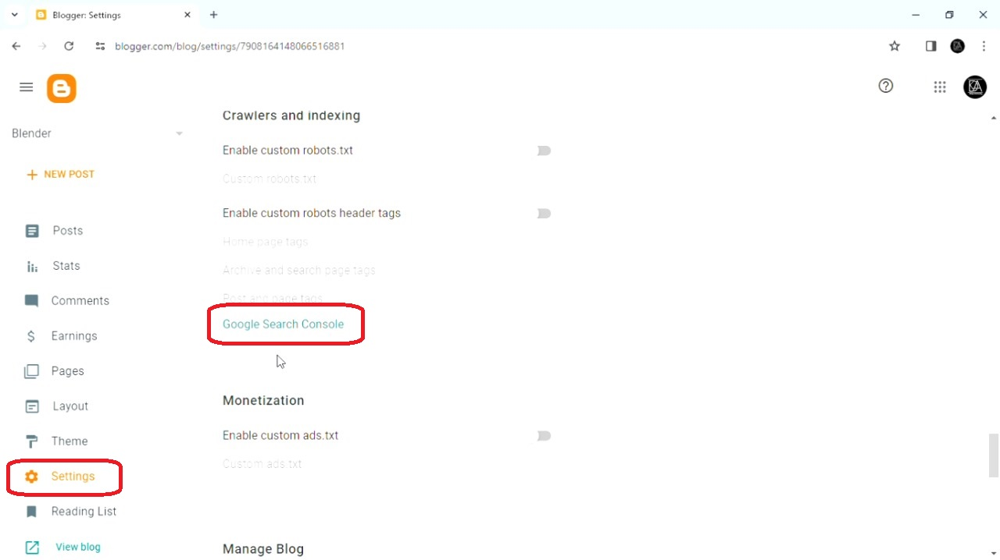 Blogger: Settings
blogger.com/blog/settings/7908164148066516881
Blender
NEW POST
Posts
Stats
Comments
Earnings
Pages
Layout
Theme
Settings
Reading List
View blog
Crawlers and indexing
Enable custom robots.txt
Custom robots.txt
Enable custom robots header tags
Home page tags
Archive and search page tags
Post and page tags
Google Search Console
Monetization
Enable custom ads.txt
Custom ads.txt
Manage Blog